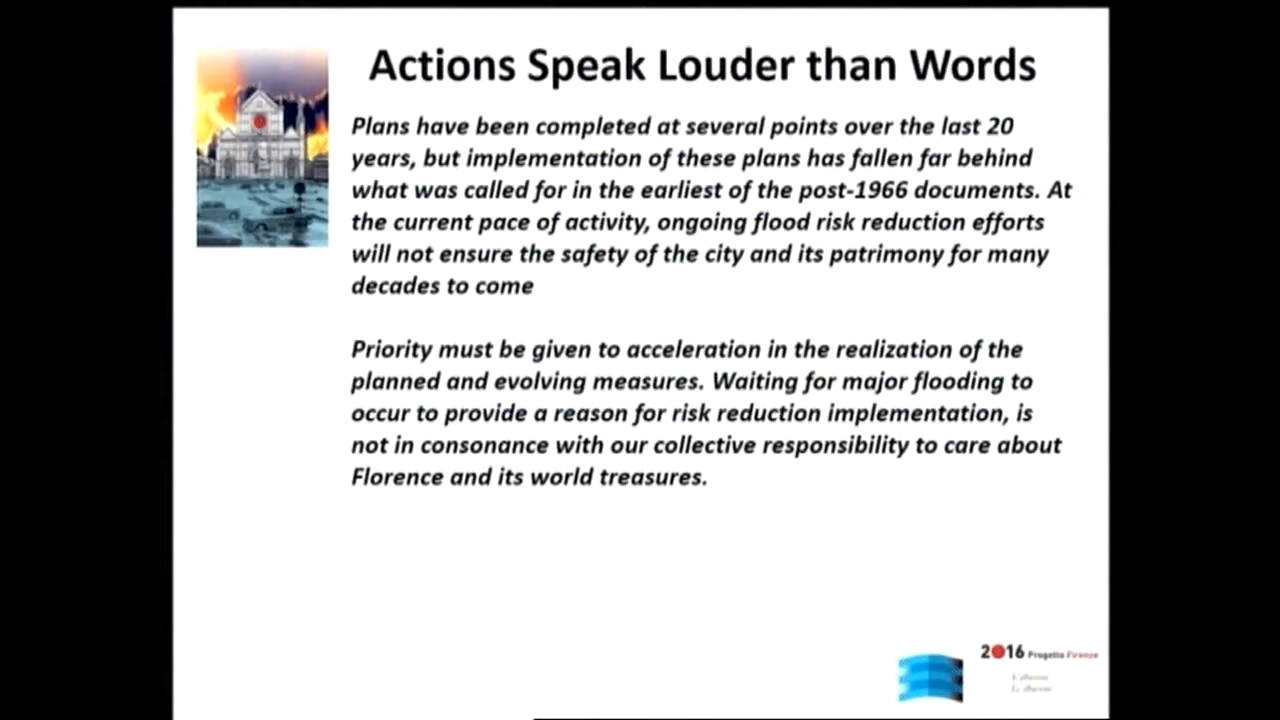 Actions Speak Louder than Words
Plans have been completed at several points over the last 20
years, but implementation of these plans has fallen far behind
what was called for in the earliest of the post-1966 documents. At
the current pace of activity, ongoing flood risk reduction efforts
will not ensure the safety of the city and its patrimony for many
decades to come
Priority must be given to acceleration in the realization of the
planned and evolving measures. Waiting for major flooding to
occur to provide a reason for risk reduction implementation, is
not in consonance with our collective responsibility to care about
Florence and its world treasures.
2016 Progetto Firenze